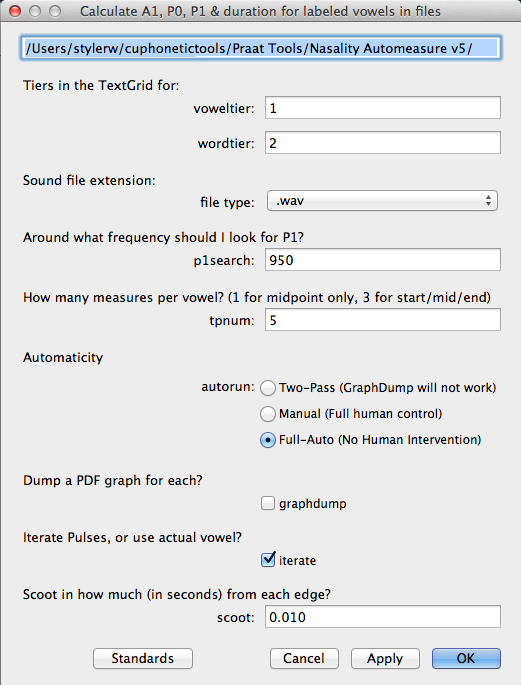 Calculate A1, P0, P1 & duration for labeled vowels in files
/Users/stylerw/cuphonetictools/Praat Tools/Nasality Automeasure v5/
Tiers in the TextGrid for:
voweltier: 1
wordtier: 2
Sound file extension:
file type: .wav
Around what frequency should I look for P1?
p1search: 950
How many measures per vowel? (1 for midpoint only, 3 for start/mid/end)
tpnum: 5
Automaticity
autorun: Two-Pass (GraphDump will not work)
Manual (Full human control)
Full-Auto (No Human Intervention)
Dump a PDF graph for each?
graphdump
Iterate Pulses, or use actual vowel?
iterate
Scoot in how much (in seconds) from each edge?
scoot: 0.010
Standards Cancel Apply OK